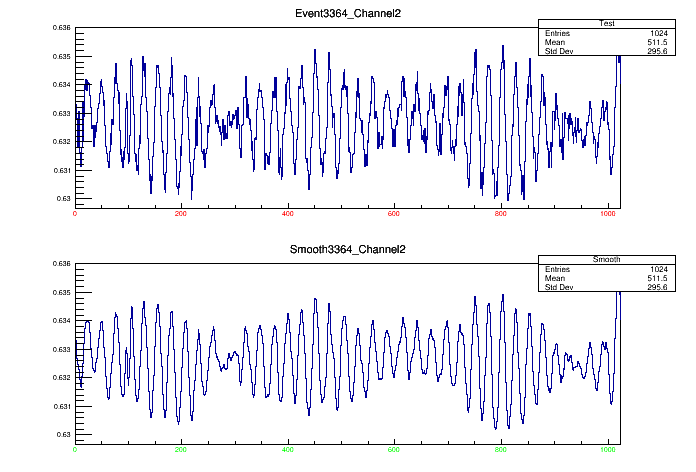 Event3364_Channel2
Test
Entries 1024
Mean 511.5
Std Dev 295.6
0.636
0.635
0.634
0.633
0.632
0.631
0.63
0 200 400 600 800 1000
Smooth3364_Channel2
Smooth
Entries 1024
Mean 511.5
Std Dev 295.6
0.636
0.635
0.634
0.633
0.632
0.631
0.63
0 200 400 600 800 1000